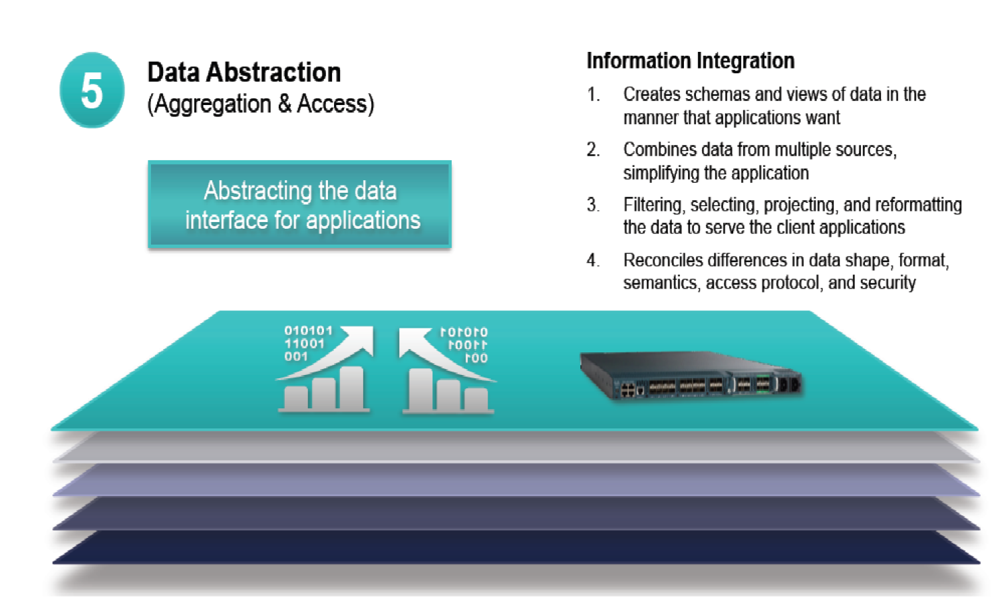 5
Data Abstraction
(Aggregation & Access)
Abstracting the data
interface for applications
Information Integration
1. Creates schemas and views of data in the
manner that applications want
2. Combines data from multiple sources,
simplifying the application
3. Filtering, selecting, projecting, and reformatting
the data to serve the client applications
4. Reconciles differences in data shape, format,
semantics, access protocol, and security
010101
11001
001
010101
11001
001